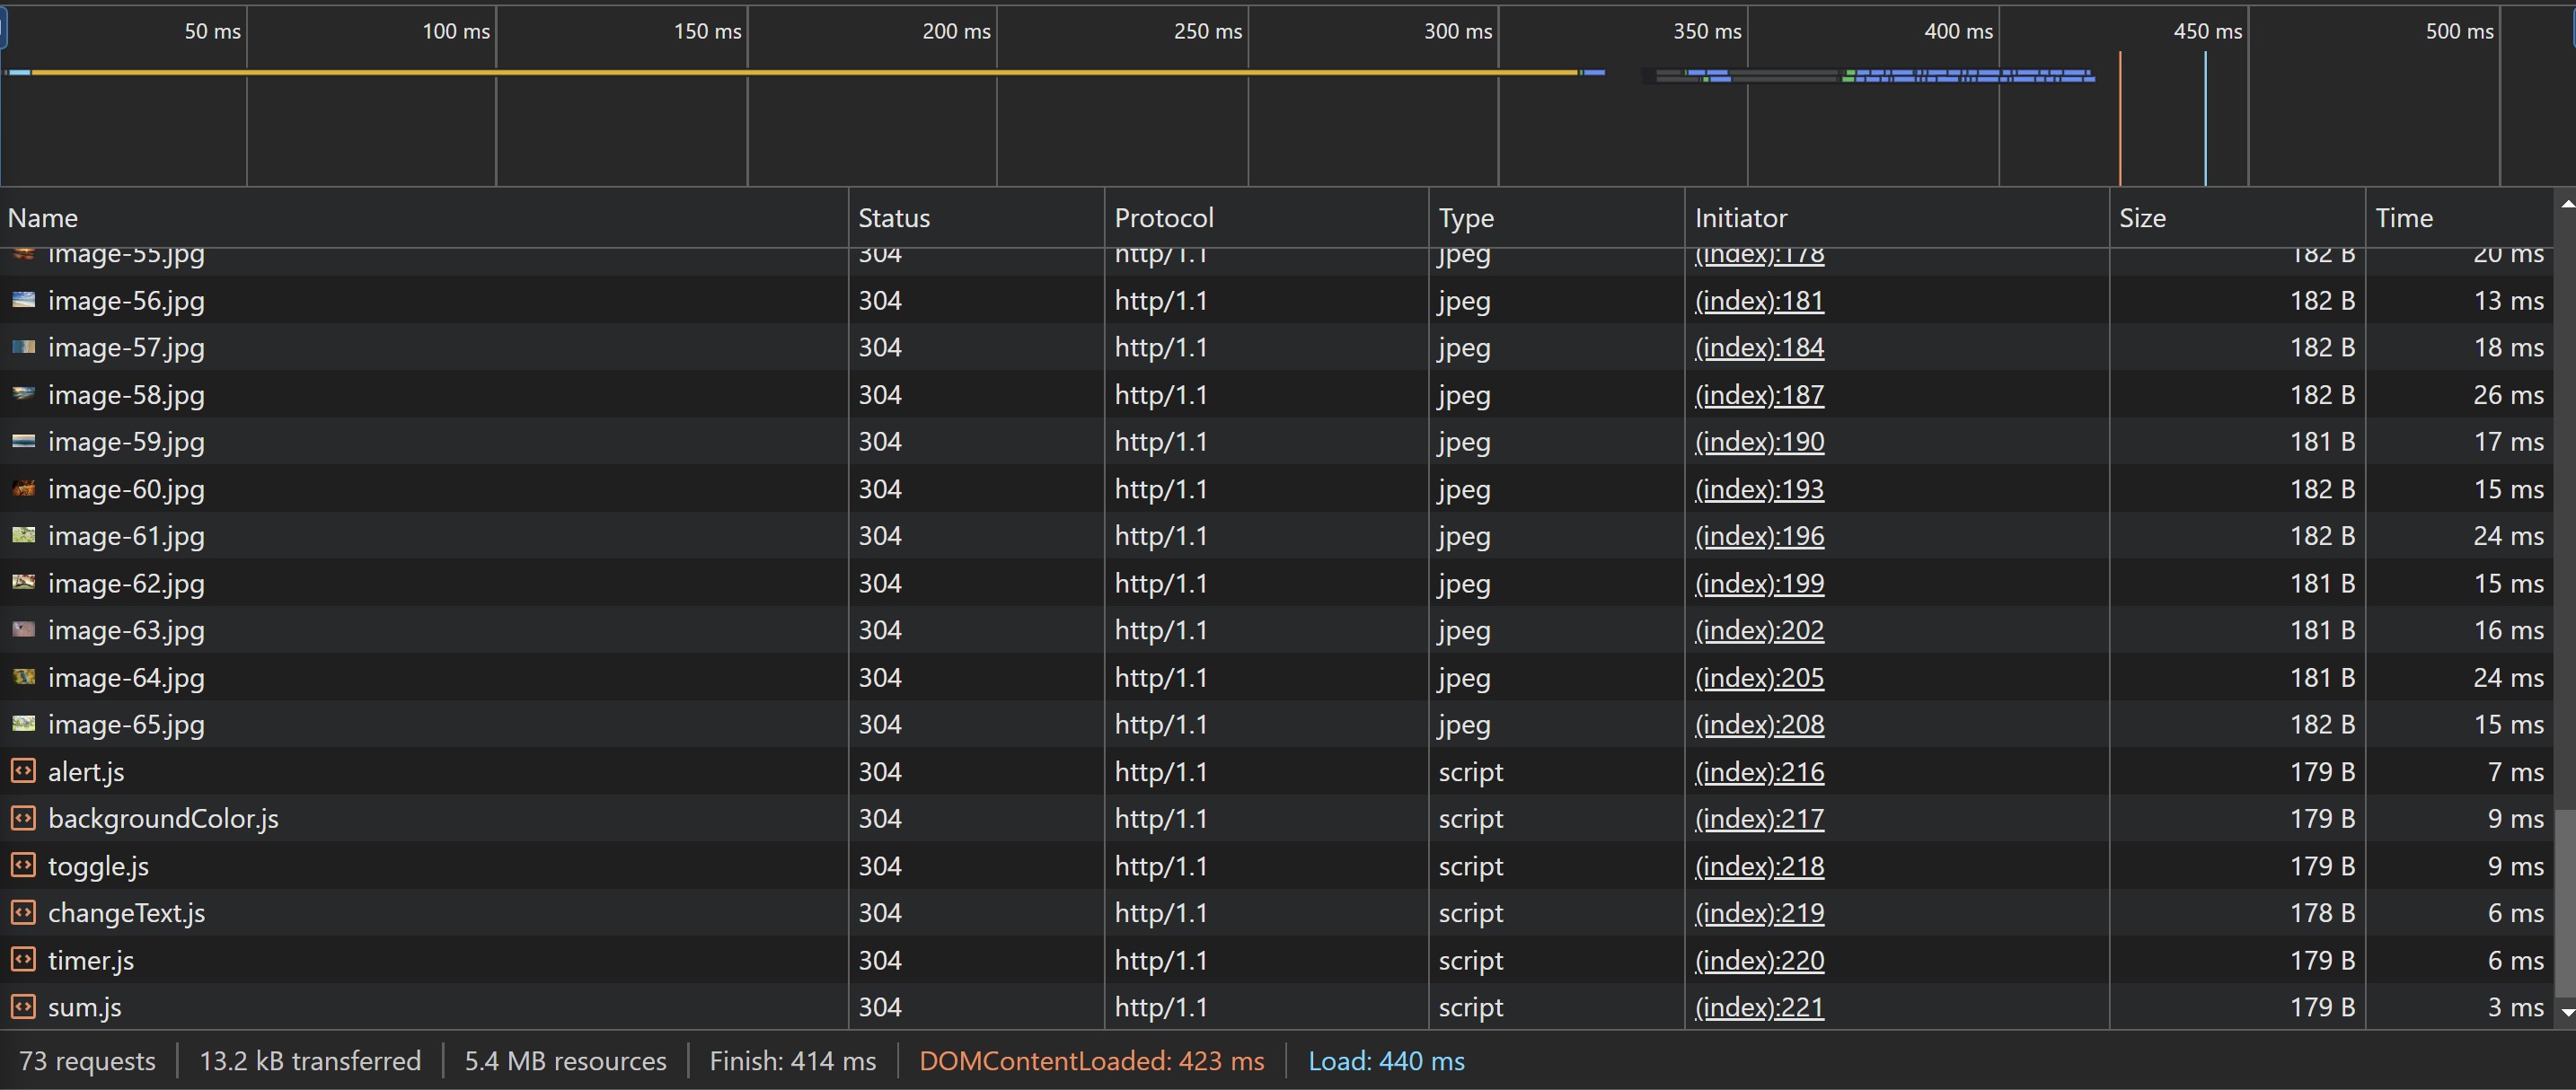 50 ms 100 ms 150 ms 200 ms 250 ms 300 ms 350 ms 400 ms 450 ms 500 ms
Name Status Protocol Type Initiator Size Time
image-55.jpg 304 http/1.1 jpeg (index):178 182 B 20 ms
image-56.jpg 304 http/1.1 jpeg (index):181 182 B 13 ms
image-57.jpg 304 http/1.1 jpeg (index):184 182 B 18 ms
image-58.jpg 304 http/1.1 jpeg (index):187 182 B 26 ms
image-59.jpg 304 http/1.1 jpeg (index):190 181 B 17 ms
image-60.jpg 304 http/1.1 jpeg (index):193 182 B 15 ms
image-61.jpg 304 http/1.1 jpeg (index):196 182 B 24 ms
image-62.jpg 304 http/1.1 jpeg (index):199 181 B 15 ms
image-63.jpg 304 http/1.1 jpeg (index):202 181 B 16 ms
image-64.jpg 304 http/1.1 jpeg (index):205 181 B 24 ms
image-65.jpg 304 http/1.1 jpeg (index):208 182 B 15 ms
alert.js 304 http/1.1 script (index):216 179 B 7 ms
backgroundColor.js 304 http/1.1 script (index):217 179 B 9 ms
toggle.js 304 http/1.1 script (index):218 179 B 9 ms
changeText.js 304 http/1.1 script (index):219 178 B 6 ms
timer.js 304 http/1.1 script (index):220 179 B 6 ms
sum.js 304 http/1.1 script (index):221 179 B 3 ms
73 requests 13.2 kB transferred 5.4 MB resources Finish: 414 ms DOMContentLoaded: 423 ms Load: 440 ms